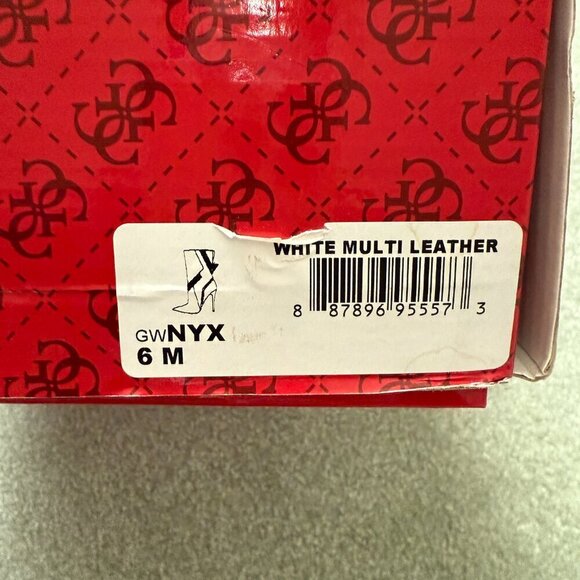 WHITE MULTI LEATHER
8 87896 95557 3
GWNYX
6 M